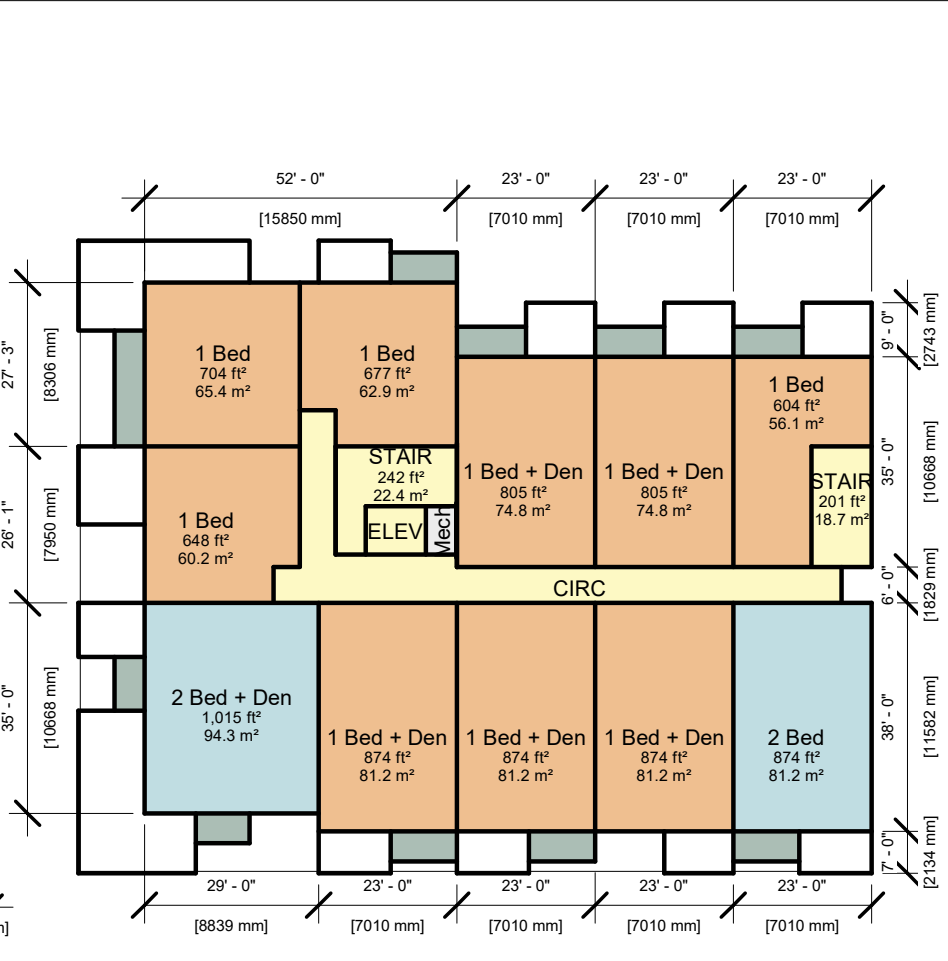 52' - 0"
23' - 0"
23' - 0"
23' - 0"
[15850 mm]
[7010 mm]
[7010 mm]
[7010 mm]
27' - 3"
[8306 mm]
26' - 1"
[7950 mm]
35' - 0"
[10668 mm]
1 Bed
704 ft²
65.4 m²
1 Bed
677 ft²
62.9 m²
1 Bed
604 ft²
56.1 m²
STAIR
242 ft²
22.4 m²
1 Bed + Den
805 ft²
74.8 m²
1 Bed + Den
805 ft²
74.8 m²
STAIR
201 ft²
18.7 m²
1 Bed
648 ft²
60.2 m²
ELEV
Mech
CIRC
2 Bed + Den
1,015 ft²
94.3 m²
1 Bed + Den
874 ft²
81.2 m²
1 Bed + Den
874 ft²
81.2 m²
1 Bed + Den
874 ft²
81.2 m²
2 Bed
874 ft²
81.2 m²
9' - 0"
[2743 mm]
35' - 0"
[10668 mm]
6' - 0"
[1829 mm]
38' - 0"
[11582 mm]
7' - 0"
[2134 mm]
29' - 0"
23' - 0"
23' - 0"
23' - 0"
23' - 0"
[8839 mm]
[7010 mm]
[7010 mm]
[7010 mm]
[7010 mm]